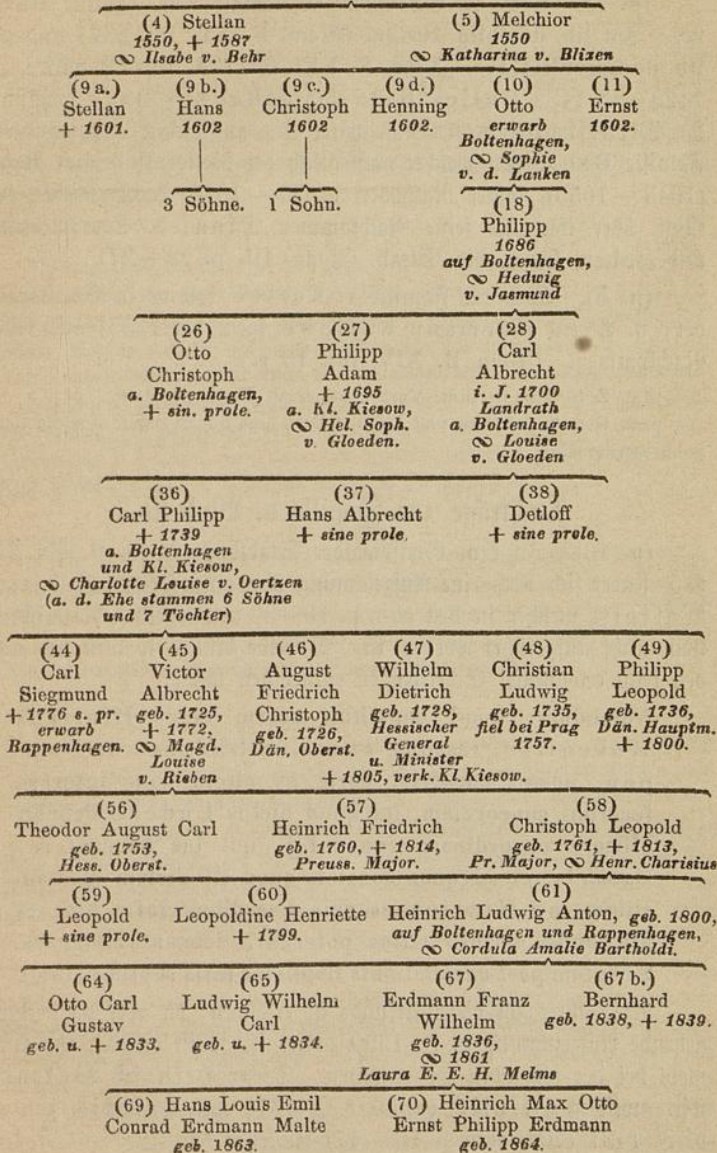 (4) Stellan (5) Melchior
1550, + 1587 1550
∞ Ilsabe v. Behr ∞ Katharina v. Blixen
(9 a.) (9 b.) (9 c.) (9 d.) (10) (11)
Stellan Hans Christoph Henning Otto Ernst
+ 1601. 1602 1602 1602. erwarb 1602.
Boltenhagen,
∞ Sophie
v. d. Lanken
3 Söhne. 1 Sohn. (18)
Philipp
1686
auf Boltenhagen,
∞ Hedwig
v. Jasmund
(26) (27) (28)
Otto Philipp Carl
Christoph Adam Albrecht
a. Boltenhagen, + 1695 i. J. 1700
+ sin. prole. a. Kl. Kiesow, Landrath
∞ Hel. Soph. a. Boltenhagen,
v. Gloeden. ∞ Louise
v. Gloeden
(36) (37) (38)
Carl Philipp Hans Albrecht Detloff
+ 1739 + sine prole. + sine prole.
a. Boltenhagen
und Kl. Kiesow,
∞ Charlotte Louise v. Oertzen
(a. d. Ehe stammen 6 Söhne
und 7 Töchter)
(44) (45) (46) (47) (48) (49)
Carl Victor August Wilhelm Christian Philipp
Siegmund Albrecht Friedrich Dietrich Ludwig Leopold
+ 1776 s. pr. geb. 1725, Christoph geb. 1728, geb. 1735, geb. 1736,
erwarb + 1772, geb. 1726, Hessischer fiel bei Prag Dän. Hauptm.
Rappenhagen. ∞ Magd. Dän. Oberst. General 1757. + 1800.
Louise u. Minister
v. Rieben + 1805, verk. Kl. Kiesow.
(56) (57) (58)
Theodor August Carl Heinrich Friedrich Christoph Leopold
geb. 1753, geb. 1760, + 1814, geb. 1761, + 1813,
Hess. Oberst. Preuss. Major. Pr. Major, ∞ Henr. Charisius
(59) (60) (61)
Leopold Leopoldine Henriette Heinrich Ludwig Anton, geb. 1800,
+ sine prole. + 1799. auf Boltenhagen und Rappenhagen,
∞ Cordula Amalie Bartholdi.
(64) (65) (67) (67 b.)
Otto Carl Ludwig Wilhelm Erdmann Franz Bernhard
Gustav Carl Wilhelm geb. 1838, + 1839.
geb. u. + 1833. geb. u. + 1834. geb. 1836,
∞ 1861
Laura E. E. H. Melms
(69) Hans Louis Emil (70) Heinrich Max Otto
Conrad Erdmann Malte Ernst Philipp Erdmann
geb. 1863. geb. 1864.